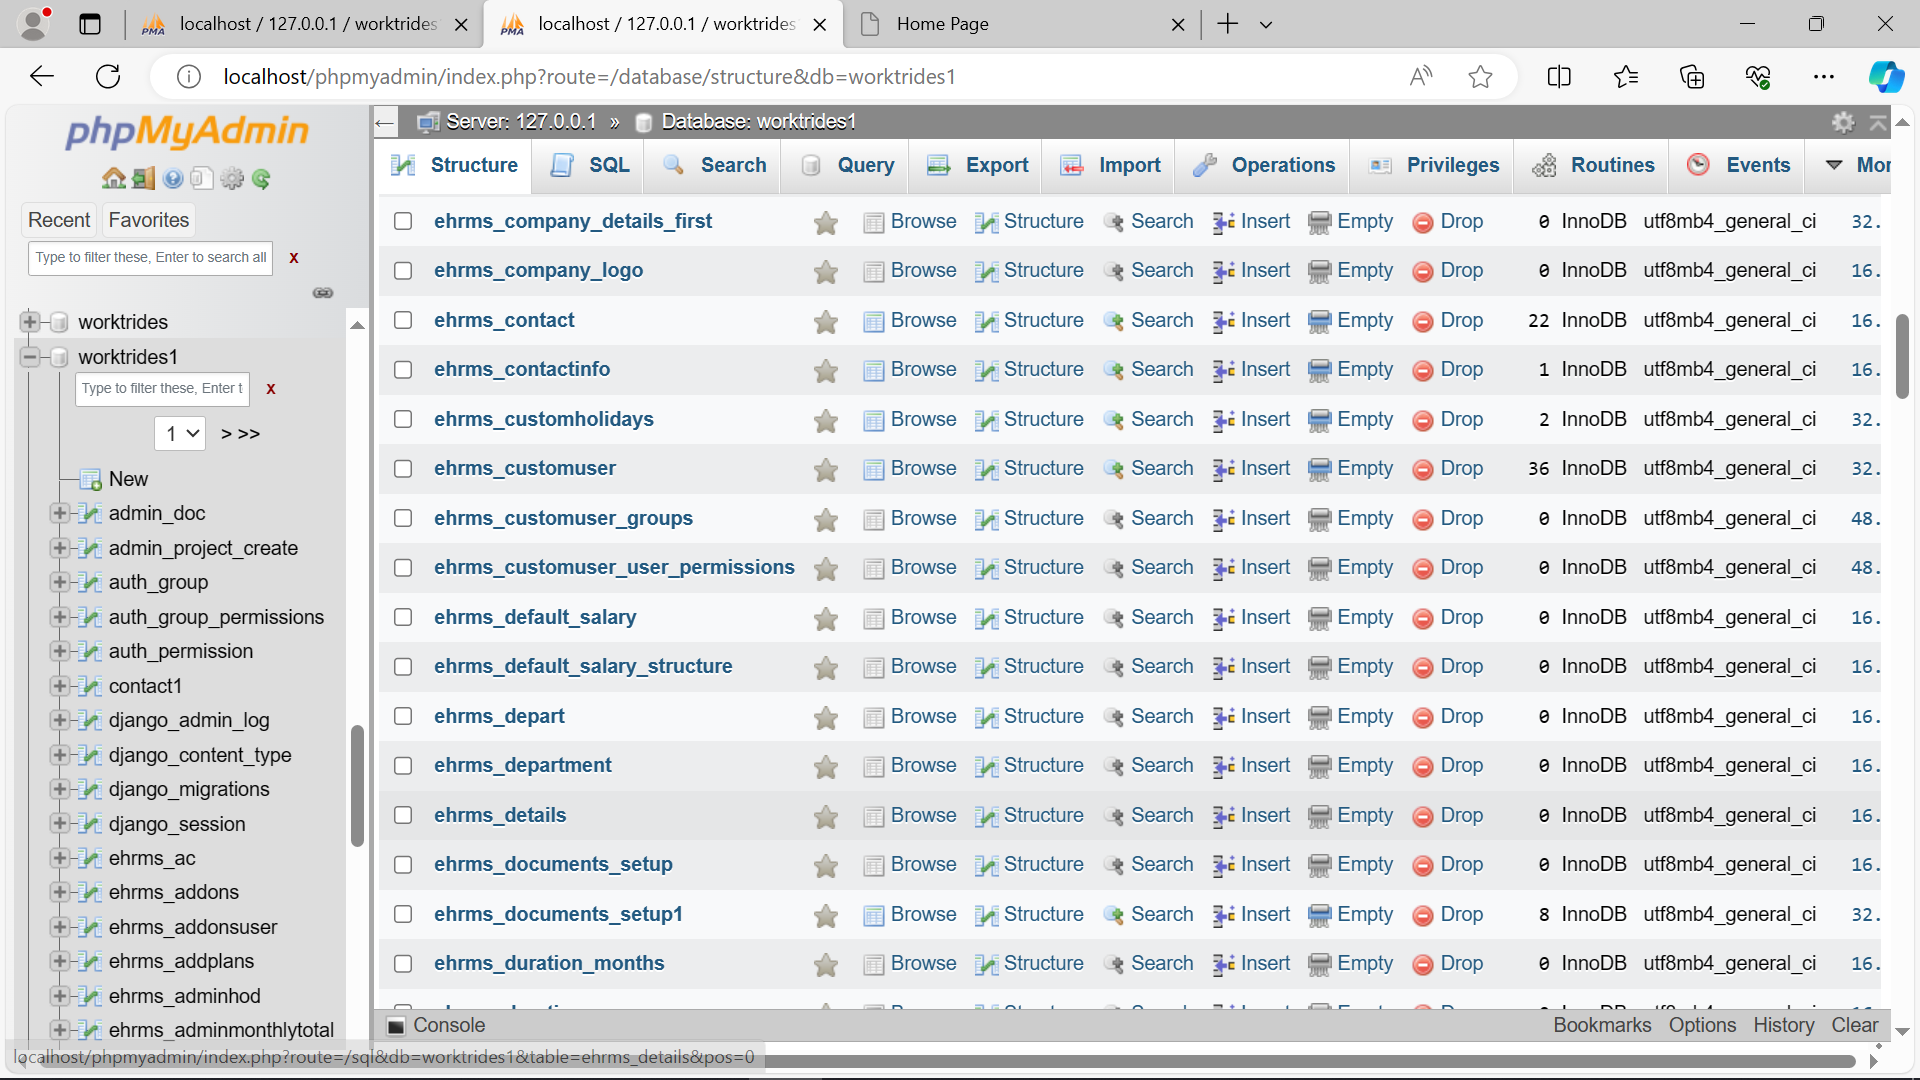 localhost / 127.0.0.1 / worktrides
localhost / 127.0.0.1 / worktrides
Home Page
localhost/phpmyadmin/index.php?route=/database/structure&db=worktrides1
phpMyAdmin
Recent Favorites
Type to filter these, Enter to search all X
worktrides
worktrides1
Type to filter these, Enter t X
1 > >>
New
admin_doc
admin_project_create
auth_group
auth_group_permissions
auth_permission
contact1
django_admin_log
django_content_type
django_migrations
django_session
ehrms_ac
ehrms_addons
ehrms_addonsuser
ehrms_addplans
ehrms_adminhod
ehrms_adminmonthlytotal
Server: 127.0.0.1 » Database: worktrides1
Structure SQL Search Query Export Import Operations Privileges Routines Events Mor
ehrms_company_details_first Browse Structure Search Insert Empty Drop 0 InnoDB utf8mb4_general_ci 32.
ehrms_company_logo Browse Structure Search Insert Empty Drop 0 InnoDB utf8mb4_general_ci 16.
ehrms_contact Browse Structure Search Insert Empty Drop 22 InnoDB utf8mb4_general_ci 16.
ehrms_contactinfo Browse Structure Search Insert Empty Drop 1 InnoDB utf8mb4_general_ci 16.
ehrms_customholidays Browse Structure Search Insert Empty Drop 2 InnoDB utf8mb4_general_ci 32.
ehrms_customuser Browse Structure Search Insert Empty Drop 36 InnoDB utf8mb4_general_ci 32.
ehrms_customuser_groups Browse Structure Search Insert Empty Drop 0 InnoDB utf8mb4_general_ci 48.
ehrms_customuser_user_permissions Browse Structure Search Insert Empty Drop 0 InnoDB utf8mb4_general_ci 48.
ehrms_default_salary Browse Structure Search Insert Empty Drop 0 InnoDB utf8mb4_general_ci 16.
ehrms_default_salary_structure Browse Structure Search Insert Empty Drop 0 InnoDB utf8mb4_general_ci 16.
ehrms_depart Browse Structure Search Insert Empty Drop 0 InnoDB utf8mb4_general_ci 16.
ehrms_department Browse Structure Search Insert Empty Drop 0 InnoDB utf8mb4_general_ci 16.
ehrms_details Browse Structure Search Insert Empty Drop 0 InnoDB utf8mb4_general_ci 16.
ehrms_documents_setup Browse Structure Search Insert Empty Drop 0 InnoDB utf8mb4_general_ci 16.
ehrms_documents_setup1 Browse Structure Search Insert Empty Drop 8 InnoDB utf8mb4_general_ci 32.
ehrms_duration_months Browse Structure Search Insert Empty Drop 0 InnoDB utf8mb4_general_ci 16.
Console Bookmarks Options History Clear
localhost/phpmyadmin/index.php?route=/sql&db=worktrides1&table=ehrms_details&pos=0